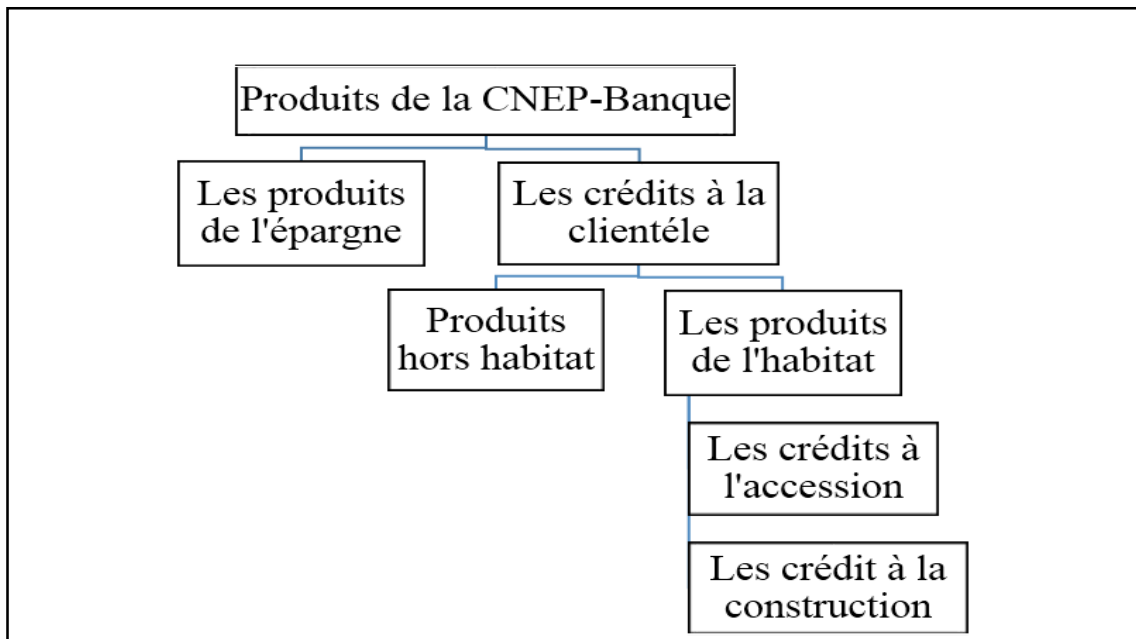 Produits de la CNEP-Banque
Les produits
de l'épargne
Les crédits à la
clientéle
Produits
hors habitat
Les produits
de l'habitat
Les crédits à
l'accession
Les crédit à la
construction